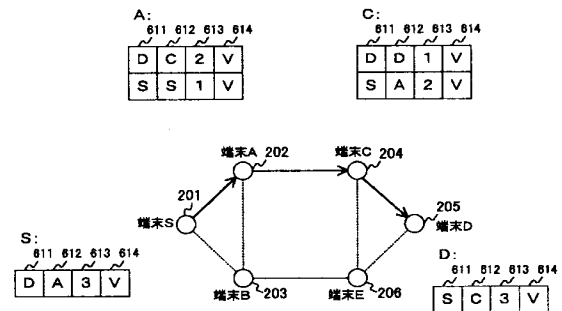 A:
611 612 613 614
D C 2 V
S S 1 V
C:
611 612 613 614
D D 1 V
S A 2 V
端末A 202
端末C 204
201
端末S
205
端末D
S:
611 612 613 614
D A 3 V
端末B 203
端末E 206
D:
611 612 613 614
S C 3 V